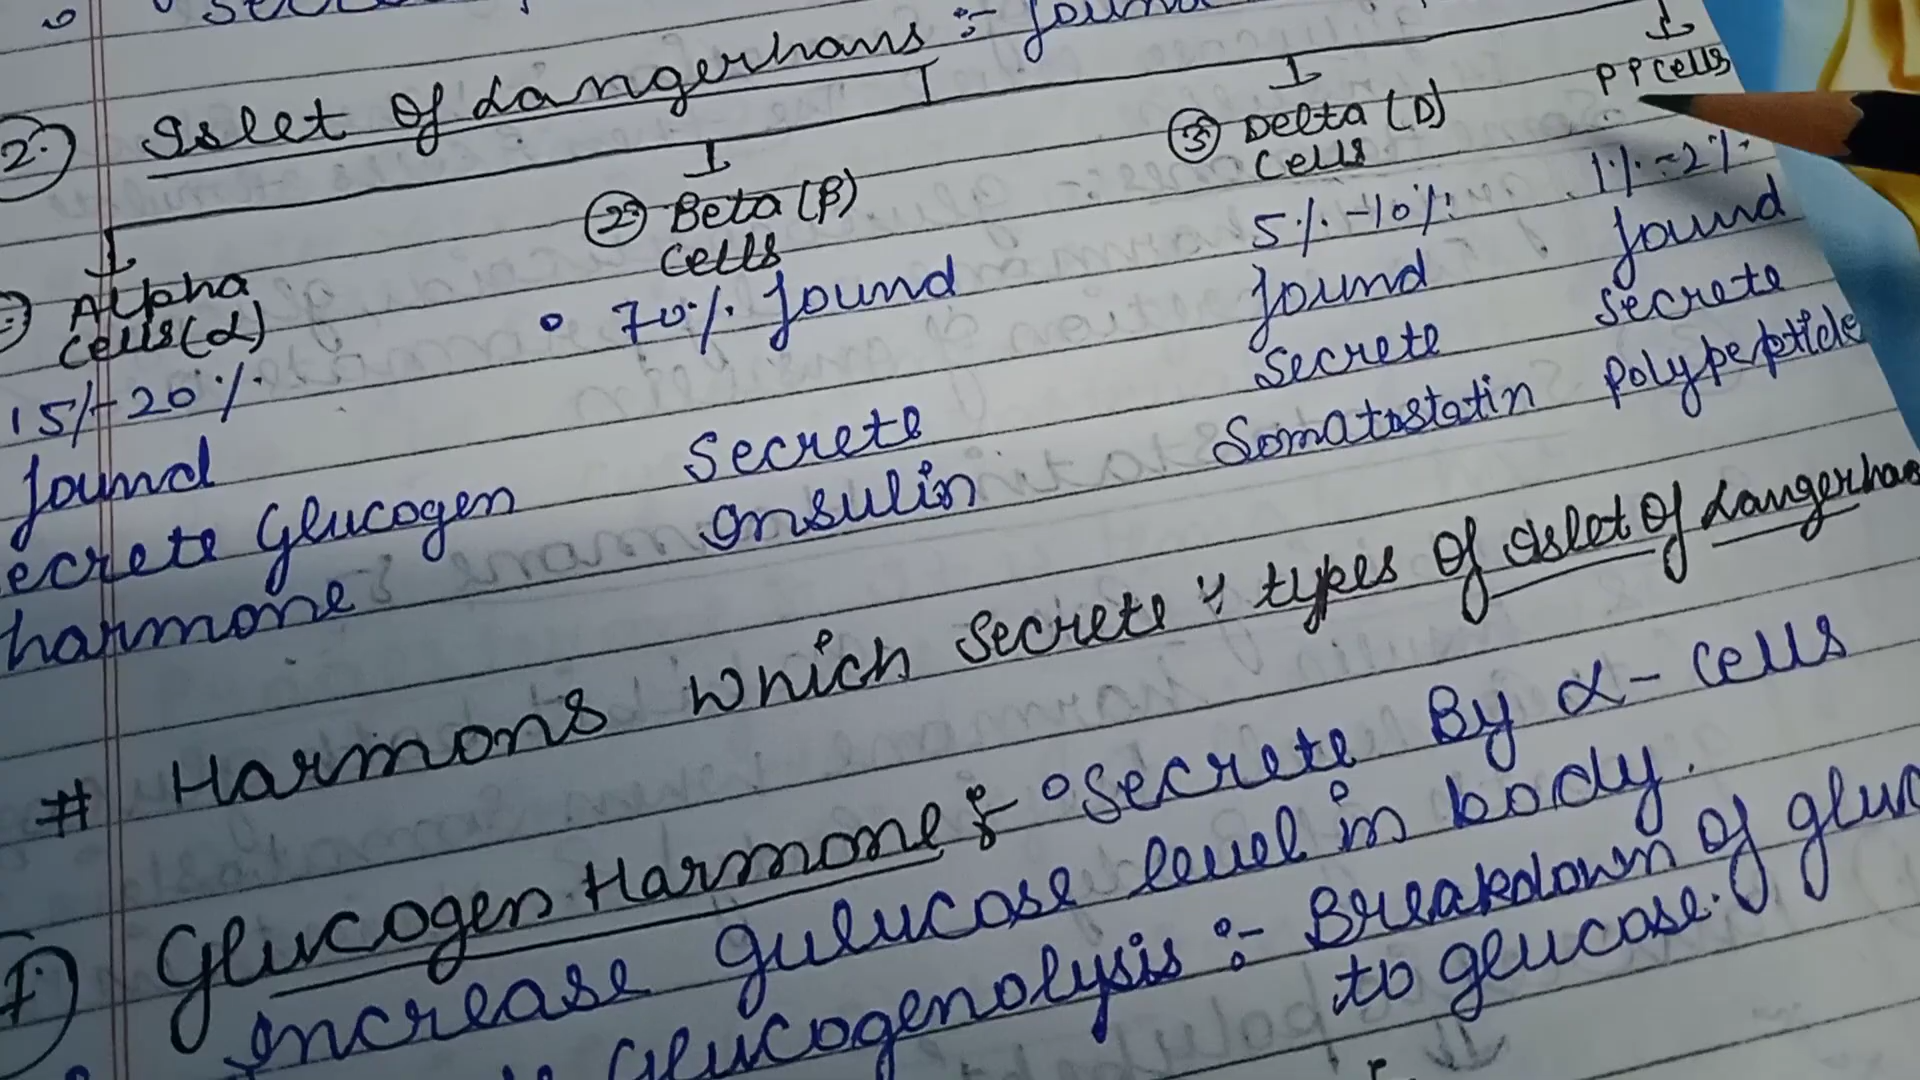 2. Islet Of Langerhans :- found
Alpha
cells(α)
15%-20%
found
ecrete Glucogen
harmone
2 Beta (β)
cells
70%. found
secrete
insulin
3 Delta (D)
cells
5%-10%
found
secrete
Somatostatin
PP cells
1%-2%
found
secrete
polypeptide
# Harmons which secrete 4 types Of Islet Of Langerhans
Glucogen Harmone :- secrete By α- cells
increase gulucose level in body.
Glucogenolysis :- Breakdown of gluc
to glucose.